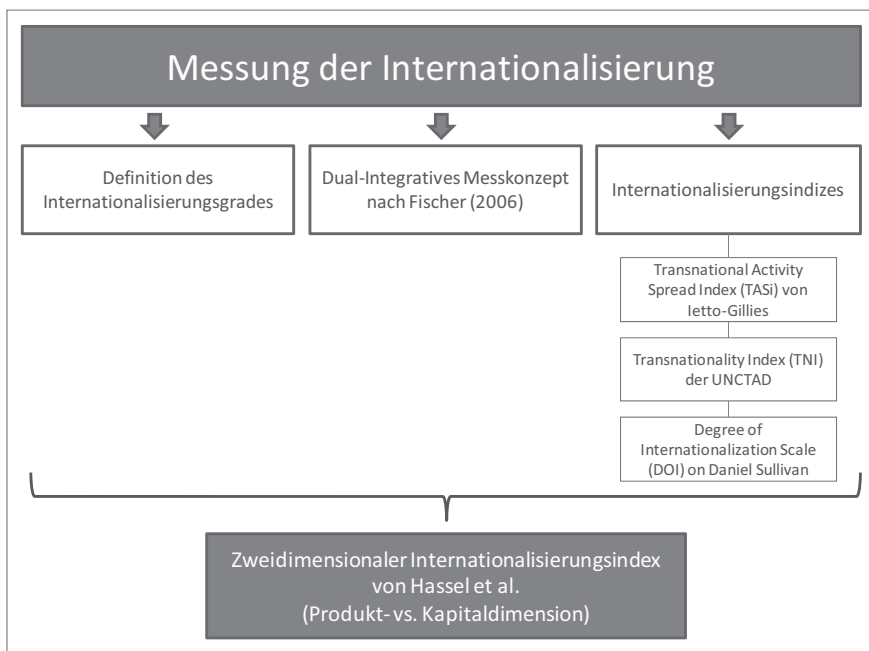 Messung der Internationalisierung
Definition des
Internationalisierungsgrades
Dual-Integratives Messkonzept
nach Fischer (2006)
Internationalisierungsindizes
Transnational Activity
Spread Index (TASi) von
Ietto-Gillies
Transnationality Index (TNI)
der UNCTAD
Degree of
Internationalization Scale
(DOI) on Daniel Sullivan
Zweidimensionaler Internationalisierungsindex
von Hassel et al.
(Produkt- vs. Kapitaldimension)